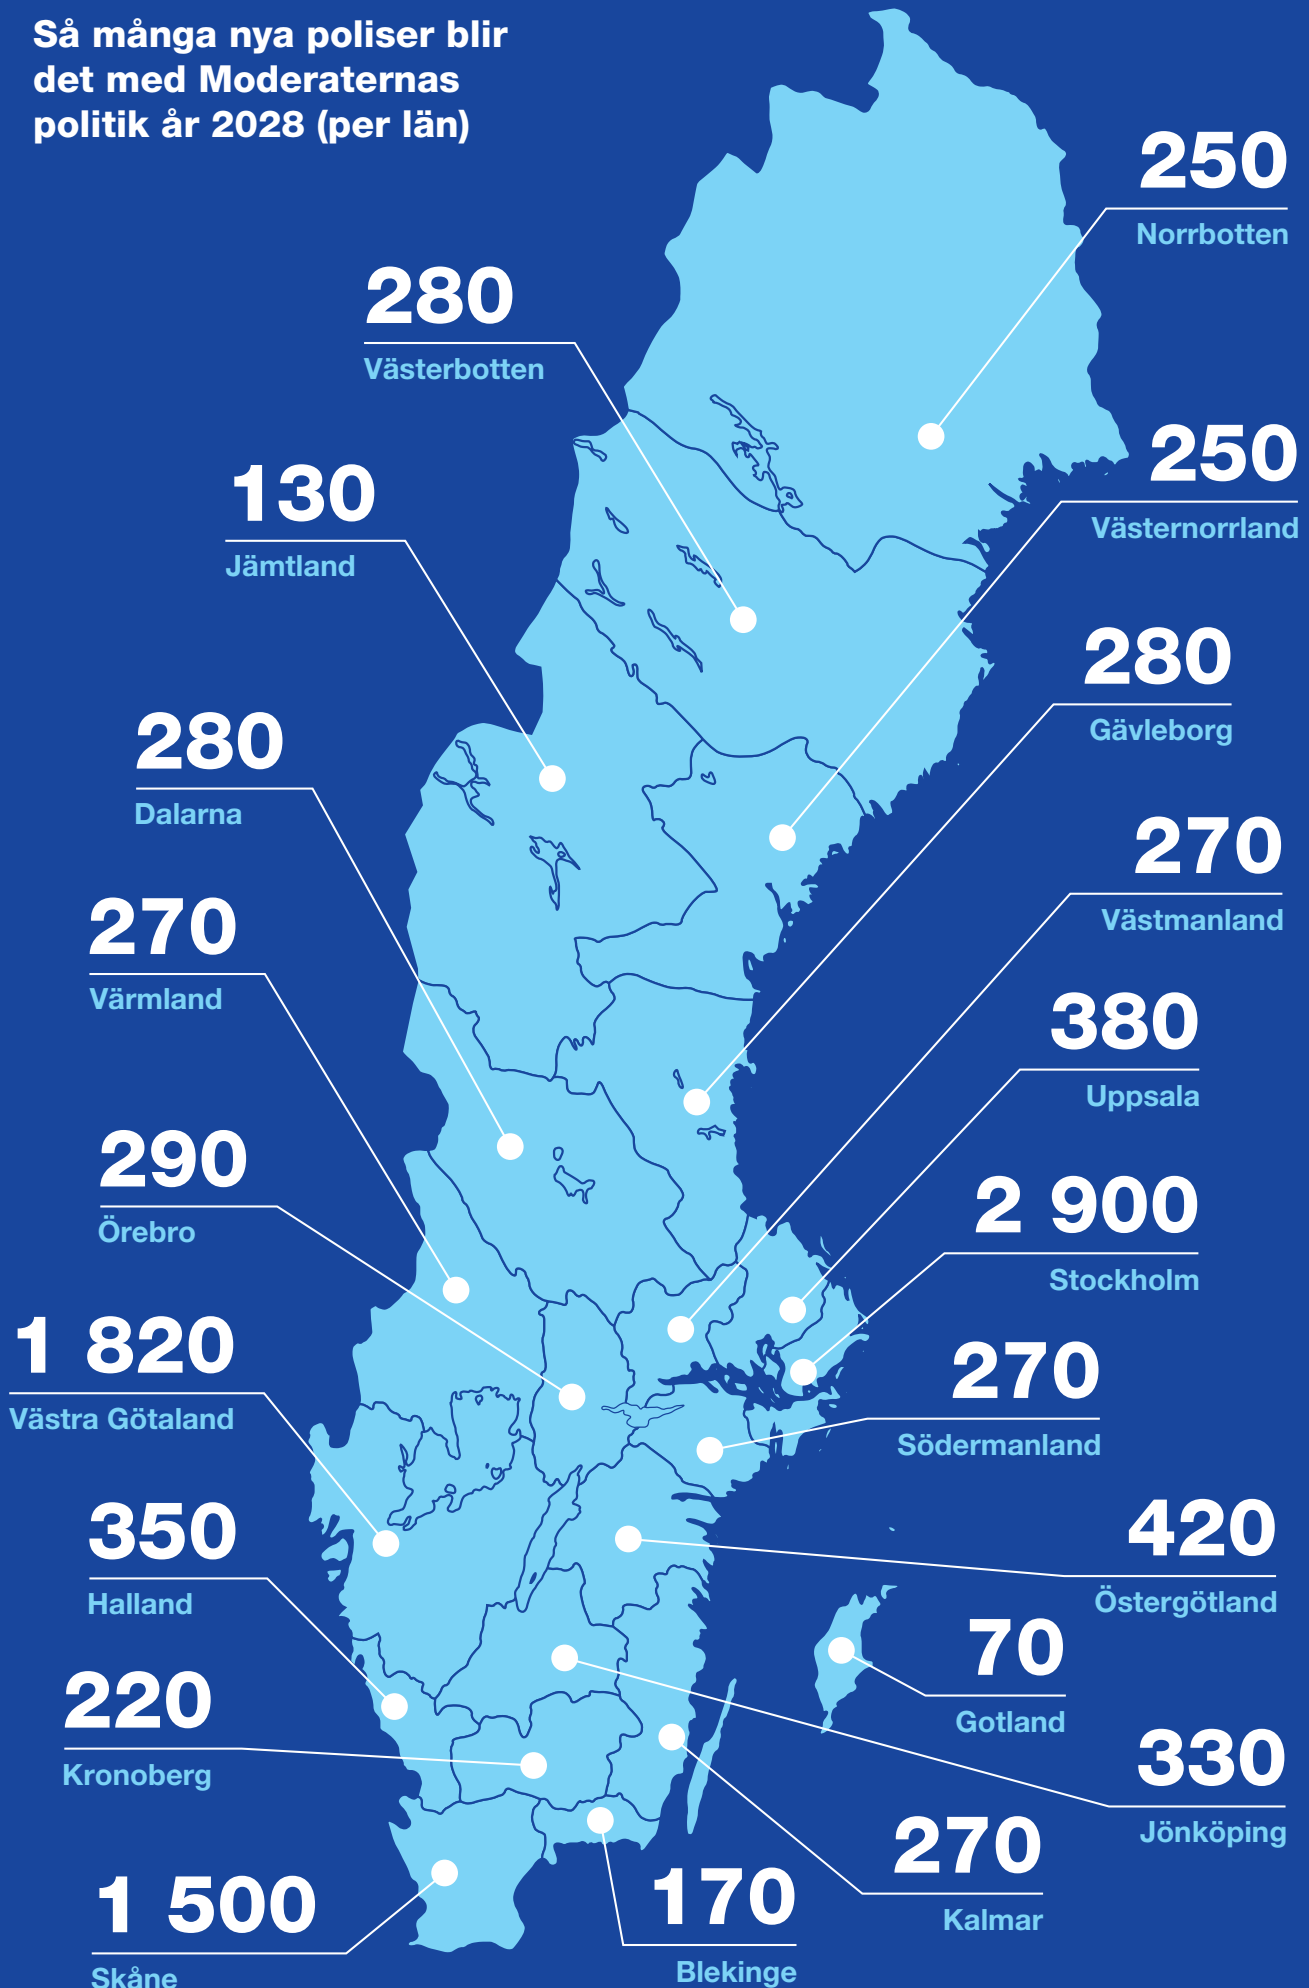 Så många nya poliser blir
det med Moderaternas
politik år 2028 (per län)
250
Norrbotten
280
Västerbotten
250
Västernorrland
130
Jämtland
280
Gävleborg
280
Dalarna
270
Västmanland
270
Värmland
380
Uppsala
290
Örebro
2 900
Stockholm
1 820
Västra Götaland
270
Södermanland
350
Halland
420
Östergötland
70
Gotland
220
Kronoberg
330
Jönköping
270
Kalmar
1 500
Skåne
170
Blekinge